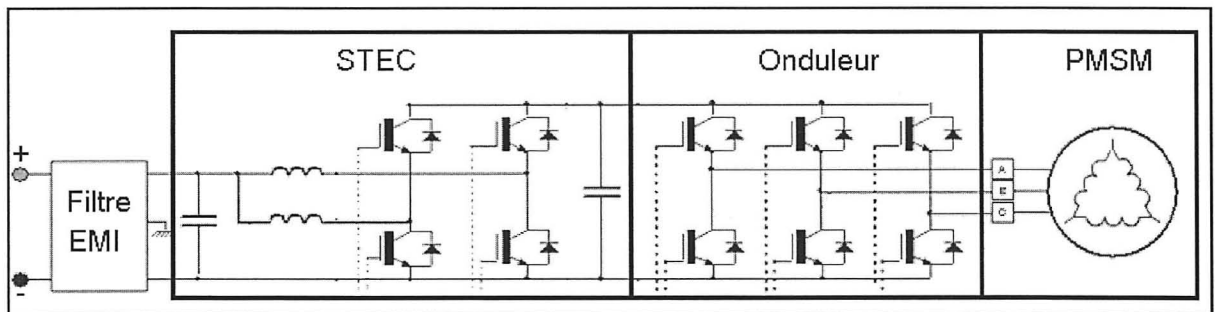 STEC
Onduleur
PMSM
+
Filtre
EMI
-
A
B
C